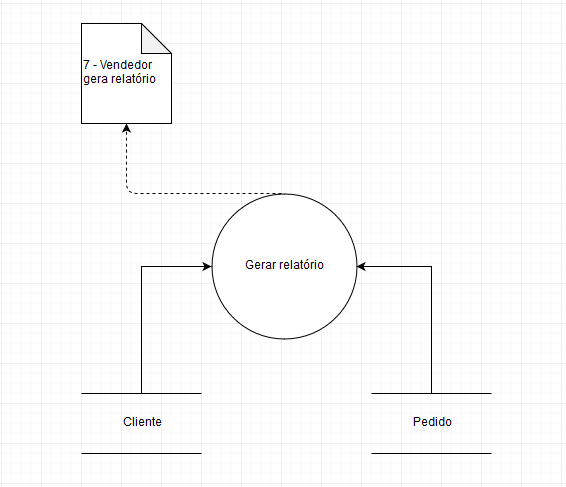 7 - Vendedor
gera relatório
Gerar relatório
Cliente
Pedido